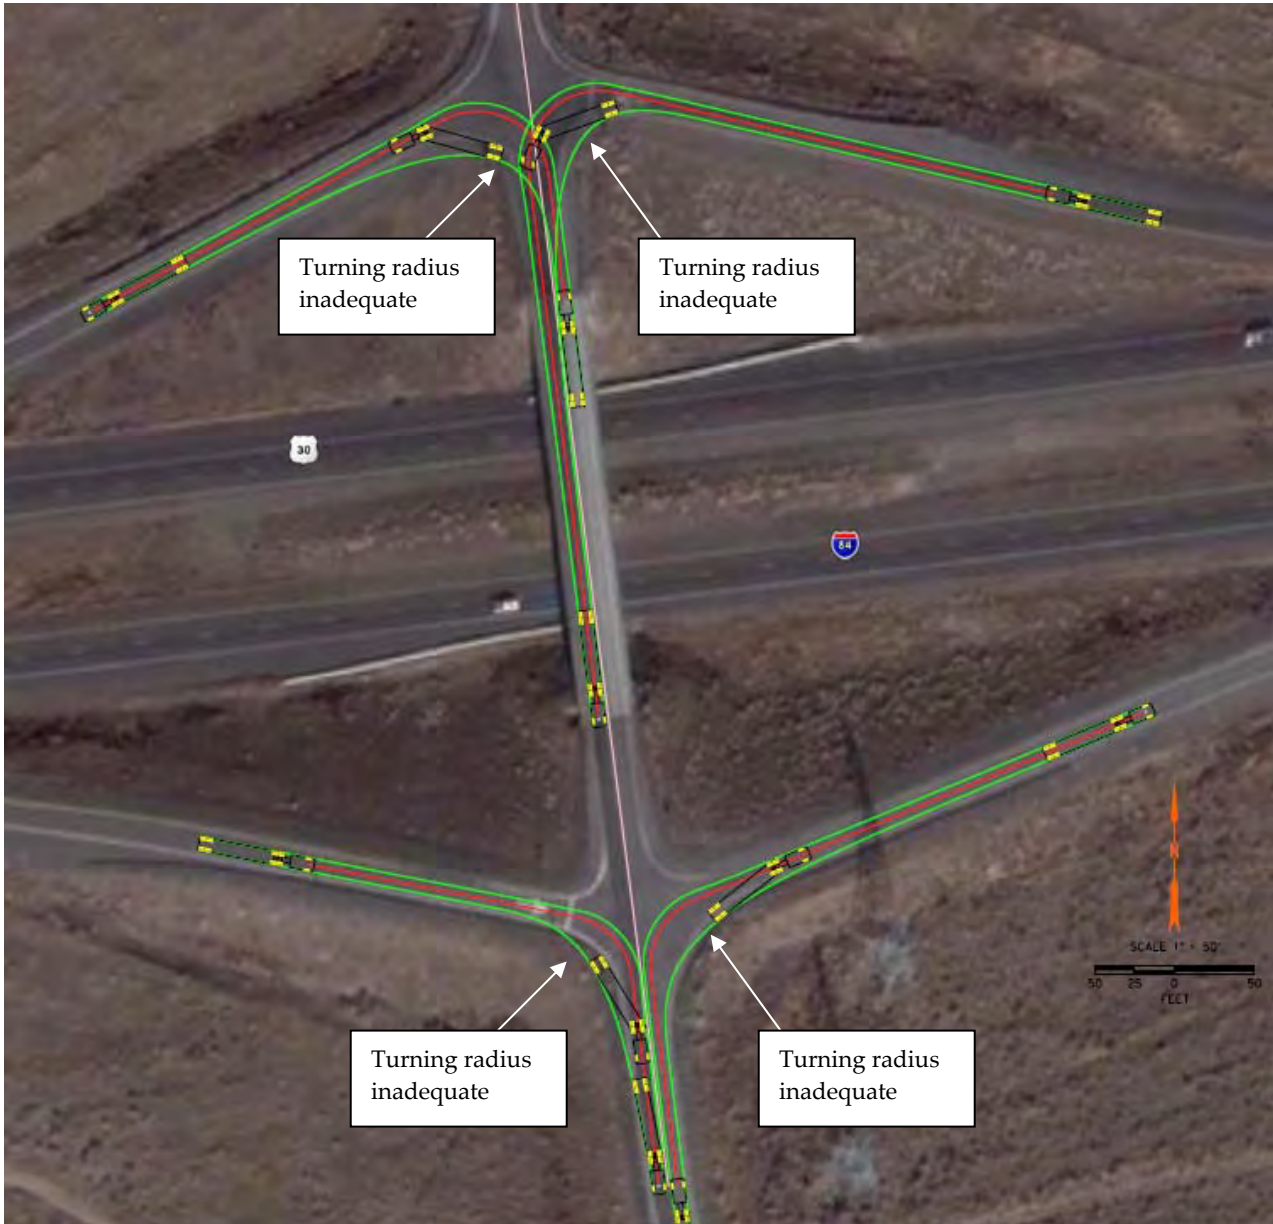 Turning radius
inadequate
Turning radius
inadequate
30
84
N
SCALE 1" = 50'
50 25 0 50
FEET
Turning radius
inadequate
Turning radius
inadequate